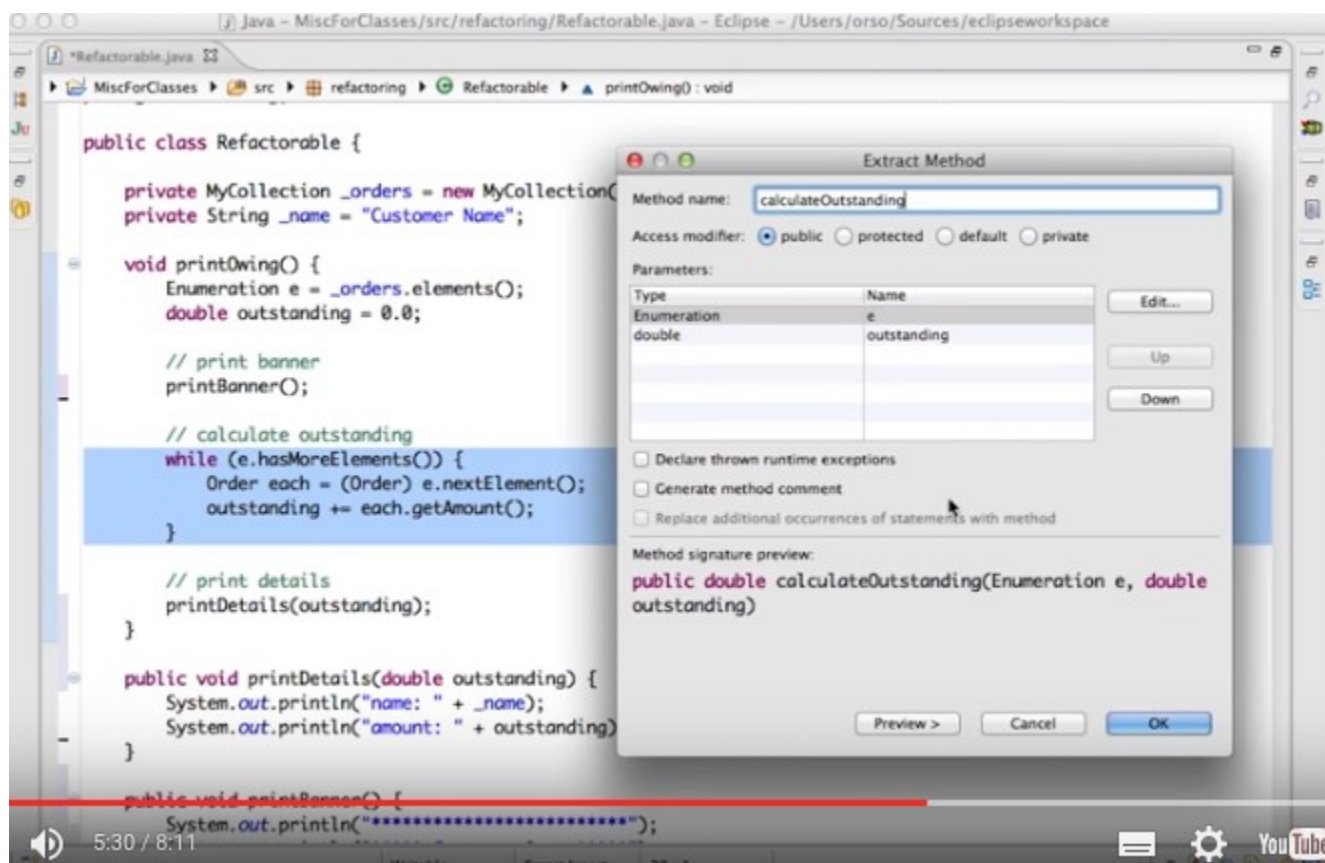 Java - MiscForClasses/src/refactoring/Refactorable.java - Eclipse - /Users/orso/Sources/eclipseworkspace
*Refactorable.java
MiscForClasses src refactoring Refactorable printOwing() : void
Ju
public class Refactorable {
private MyCollection _orders = new MyCollection(
private String _name = "Customer Name";
void printOwing() {
Enumeration e = _orders.elements();
double outstanding = 0.0;
// print banner
printBanner();
// calculate outstanding
while (e.hasMoreElements()) {
Order each = (Order) e.nextElement();
outstanding += each.getAmount();
}
// print details
printDetails(outstanding);
}
public void printDetails(double outstanding) {
System.out.println("name: " + _name);
System.out.println("amount: " + outstanding)
}
public void printBanner() {
System.out.println("*************************");
Extract Method
Method name: calculateOutstanding
Access modifier: public protected default private
Parameters:
Type Name
Enumeration e
double outstanding
Edit...
Up
Down
Declare thrown runtime exceptions
Generate method comment
Replace additional occurrences of statements with method
Method signature preview:
public double calculateOutstanding(Enumeration e, double
outstanding)
Preview > Cancel OK
5:30 / 8:11
YouTube